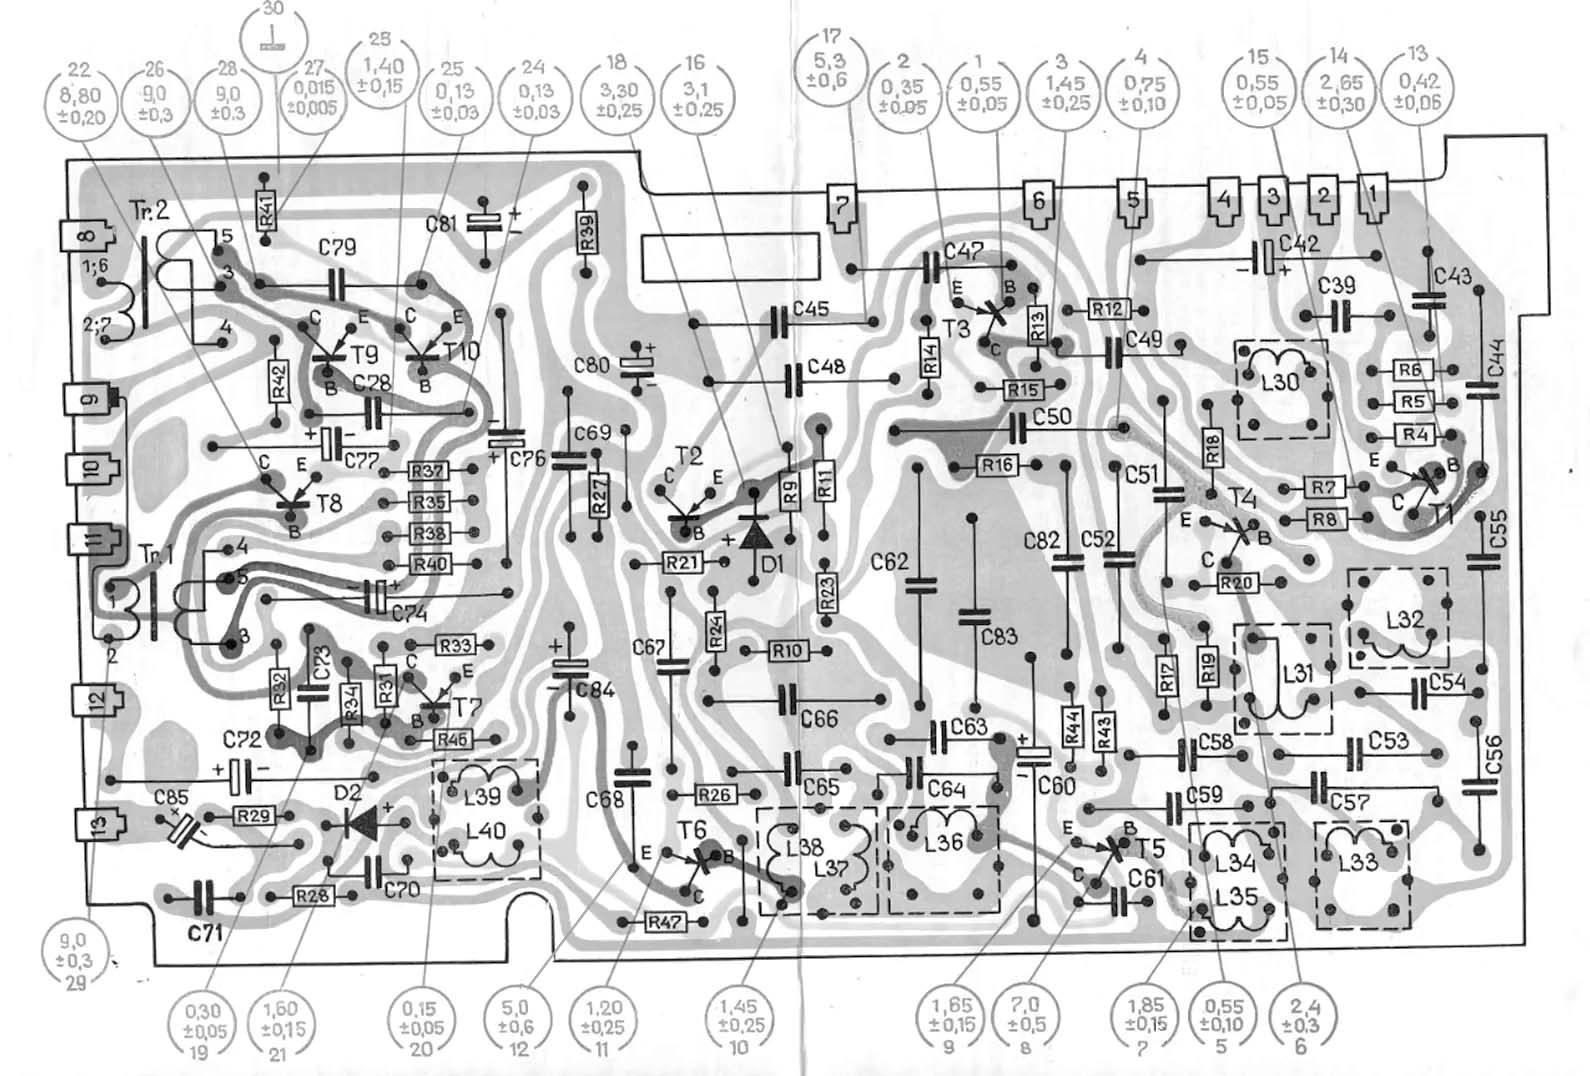 30
22
8,80
±0,20
26
9,0
±0,3
28
9,0
±0,3
27
0,015
±0,005
25
1,40
±0,15
25
0,13
±0,03
24
0,13
±0,03
18
3,30
±0,25
16
3,1
±0,25
17
5,3
±0,6
2
0,35
±0,05
1
0,55
±0,05
3
1,45
±0,25
4
0,75
±0,10
15
0,55
±0,05
14
2,65
±0,30
13
0,42
±0,06
8
Tr.2
5
3
4
1;6
2;7
R41
C79
C81
+
-
R39
7
6
5
4
3
2
1
C47
E
B
T3
C
R13
R12
C42
-
+
C39
C43
C E
T9
B
C E
T10
B
R42
C78
C80
+
-
C45
C48
R14
R15
C49
L30
R6
R5
R4
C44
9
10
+
-
C77
-
+
C76
C69
R27
C50
R16
C E
T8
B
R37
R35
R38
R40
T2
C E
B
R9
R11
+
D1
R21
C62
C83
C82
C52
C51
R18
T4
E
B
C
R20
R7
R8
E
B
C
T1
C55
11
Tr.1
4
5
3
1
2
-
+
C74
R23
R24
R10
C67
R33
R32
C73
R34
R31
C E
T7
B
R45
+
-
C84
C66
C63
R44
R43
R17
R19
L31
L32
C54
12
C72
+
-
L39
L40
C68
C65
R26
C64
+
-
C60
C58
C53
C59
C57
C56
13
C85
+
-
R29
D2
+
C70
R28
C71
T6
E
B
C
R47
L38
L37
L36
E
B
T5
C
C61
L34
L35
L33
9,0
±0,3
29
0,30
±0,05
19
1,60
±0,15
21
0,15
±0,05
20
5,0
±0,6
12
1,20
±0,25
11
1,45
±0,25
10
1,65
±0,15
9
7,0
±0,5
8
1,85
±0,15
7
0,55
±0,10
5
2,4
±0,3
6